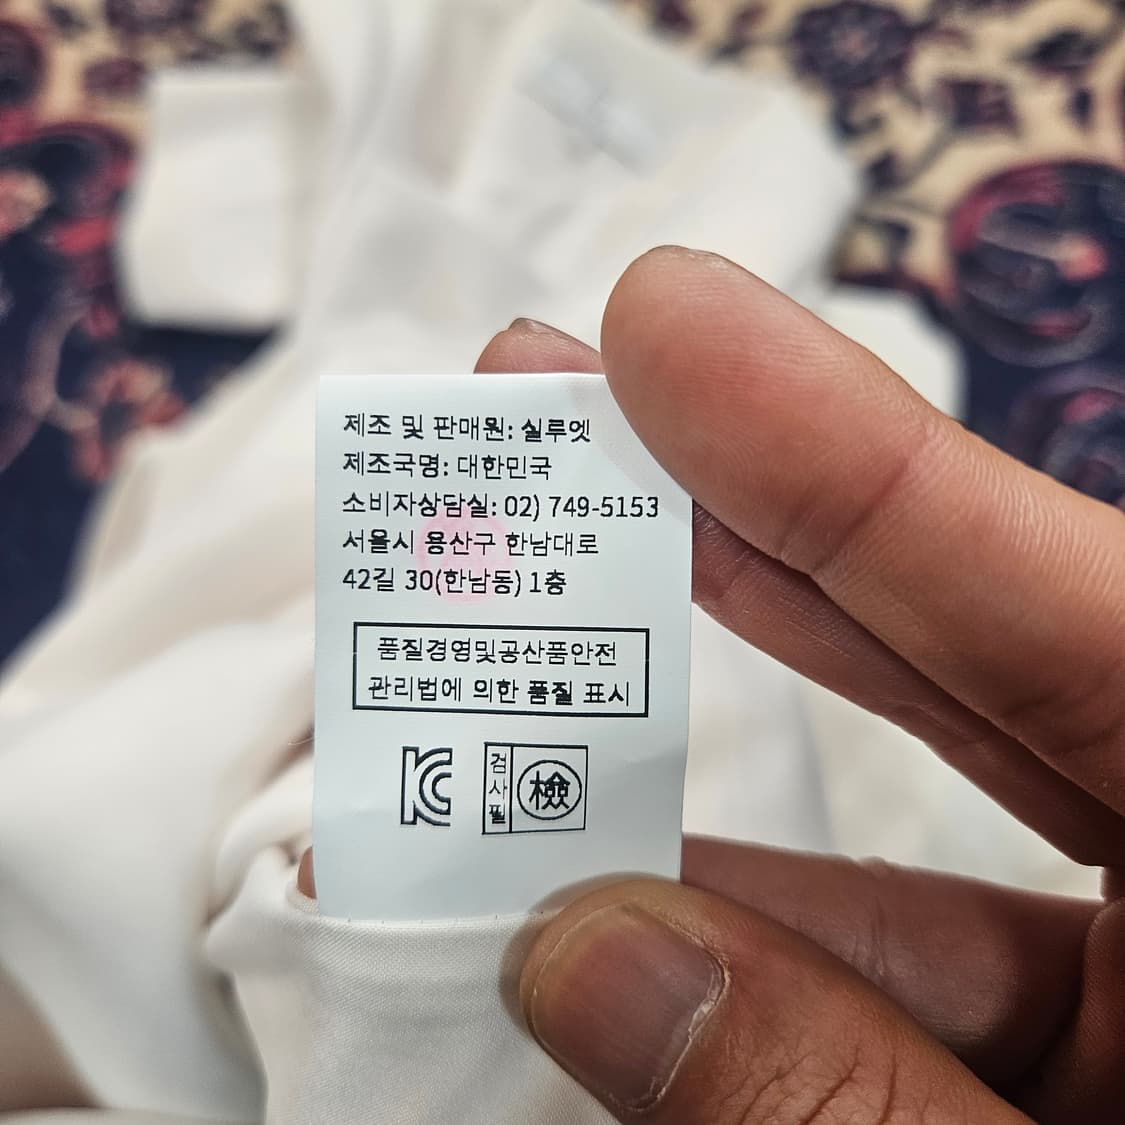 제조 및 판매원: 실루엣
제조국명: 대한민국
소비자상담실: 02) 749-5153
서울시 용산구 한남대로
42길 30(한남동) 1층
품질경영및공산품안전
관리법에 의한 품질 표시
KC
검사필
檢